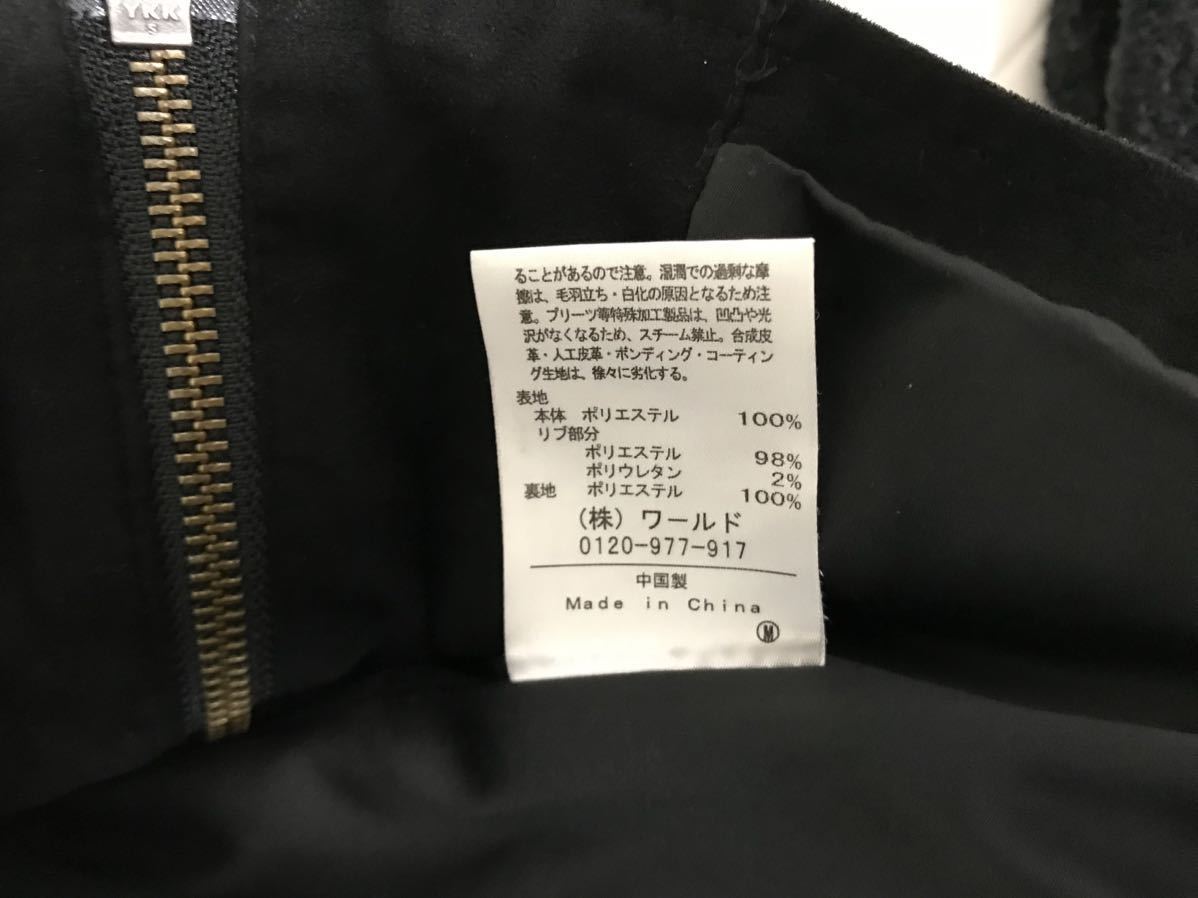 YKK
S
ることがあるので注意。湿潤での過剰な摩
擦は、毛羽立ち・白化の原因となるため注
意。プリーツ等特殊加工製品は、凹凸や光
沢がなくなるため、スチーム禁止。合成皮
革・人工皮革・ボンディング・コーティン
グ生地は、徐々に劣化する。
表地
本体 ポリエステル 100%
リブ部分
ポリエステル 98%
ポリウレタン 2%
裏地 ポリエステル 100%
(株) ワールド
0120-977-917
中国製
Made in China
M